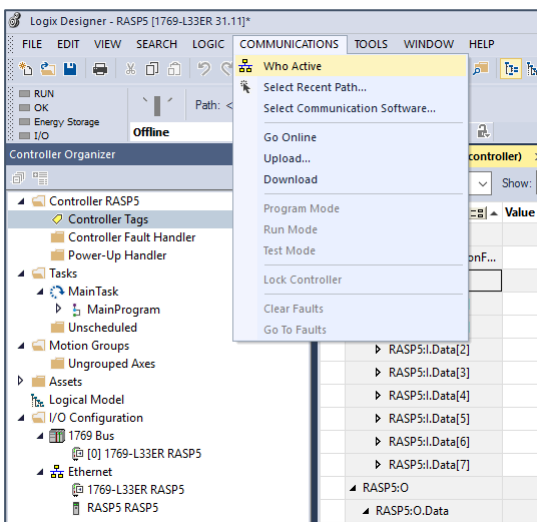 Logix Designer - RASP5 [1769-L33ER 31.11]*
FILE EDIT VIEW SEARCH LOGIC COMMUNICATIONS TOOLS WINDOW HELP
Who Active
Select Recent Path...
Select Communication Software...
Go Online
Upload...
Download
Program Mode
Run Mode
Test Mode
Lock Controller
Clear Faults
Go To Faults
RUN
OK
Energy Storage
I/O
Path: <
Offline
Controller Organizer
Controller RASP5
Controller Tags
Controller Fault Handler
Power-Up Handler
Tasks
MainTask
MainProgram
Unscheduled
Motion Groups
Ungrouped Axes
Assets
Logical Model
I/O Configuration
1769 Bus
[0] 1769-L33ER RASP5
Ethernet
1769-L33ER RASP5
RASP5 RASP5
controller)
Show:
Value
onF...
RASP5:I.Data[2]
RASP5:I.Data[3]
RASP5:I.Data[4]
RASP5:I.Data[5]
RASP5:I.Data[6]
RASP5:I.Data[7]
RASP5:O
RASP5:O.Data